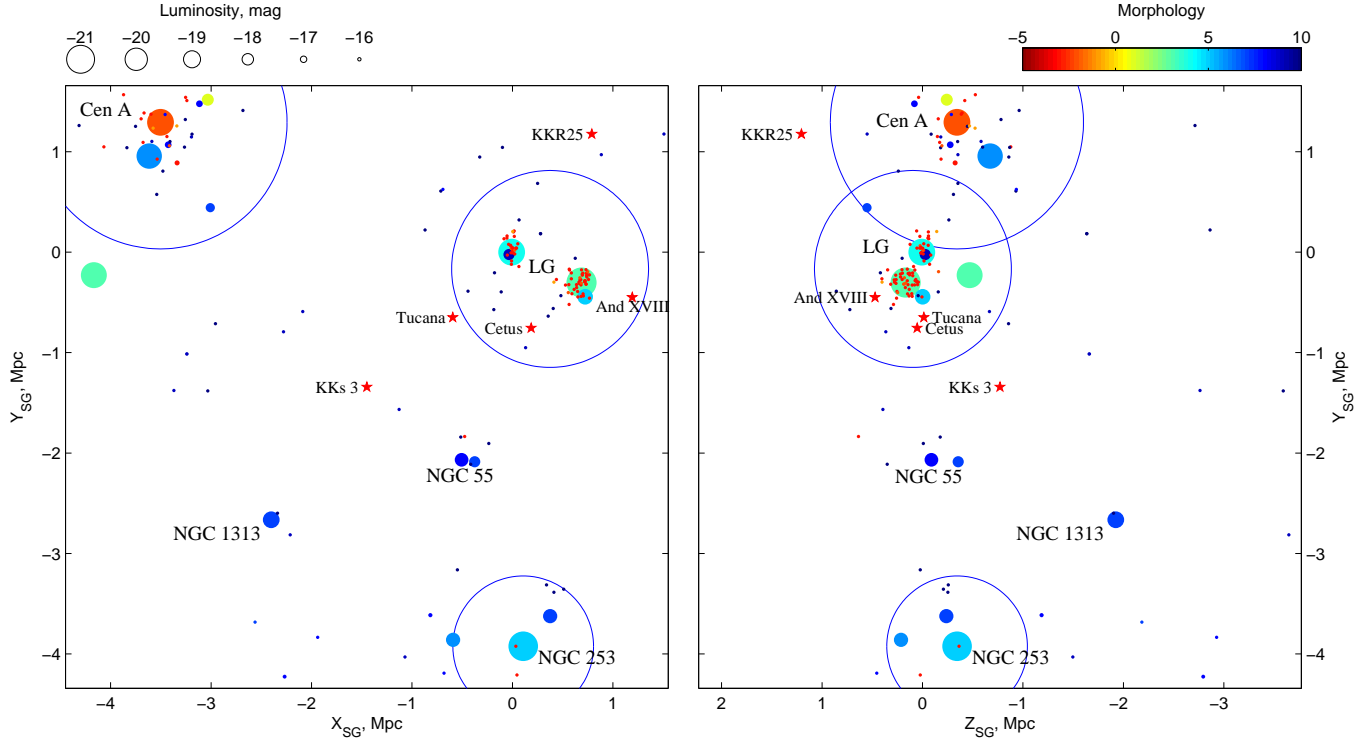 Luminosity, mag
−21 −20 −19 −18 −17 −16
Morphology
−5 0 5 10
Cen A
KKR25
LG
And XVIII
Tucana
Cetus
KKs 3
NGC 55
NGC 1313
NGC 253
1
0
−1
−2
−3
−4
Y_SG, Mpc
−4 −3 −2 −1 0 1
X_SG, Mpc
KKR25
Cen A
LG
And XVIII
Tucana
Cetus
KKs 3
NGC 55
NGC 1313
NGC 253
1
0
−1
−2
−3
−4
Y_SG, Mpc
2 1 0 −1 −2 −3
Z_SG, Mpc